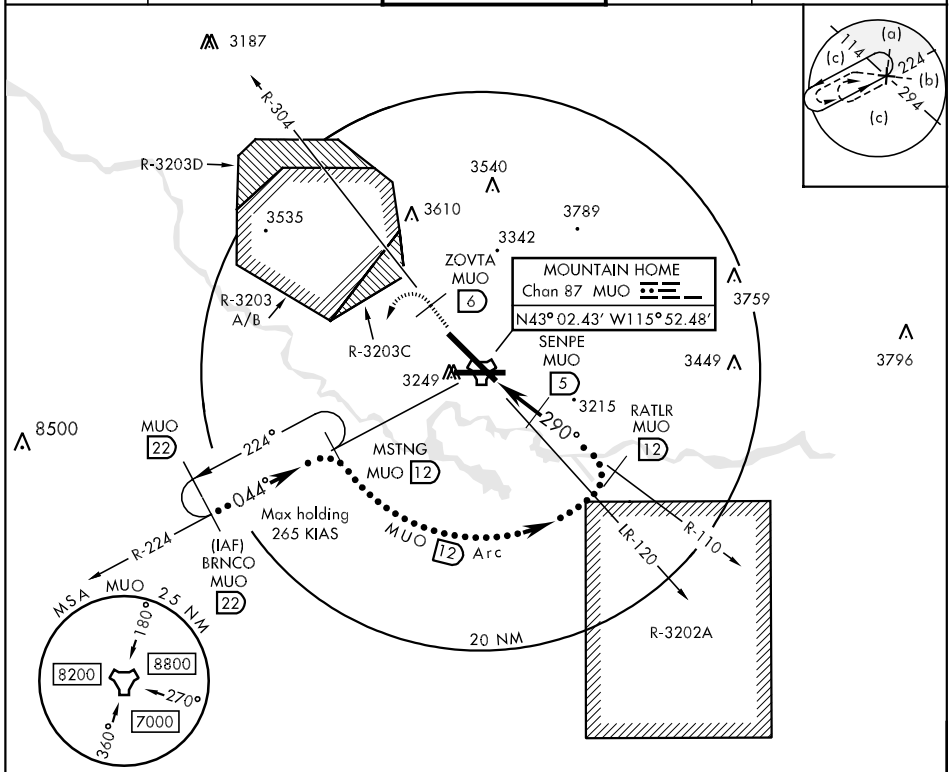 3187
R-304
R-3203D
3540
3610
3535
3789
3342
ZOVTA
MUO
6
MOUNTAIN HOME
Chan 87 MUO
N43° 02.43' W115° 52.48'
3759
R-3203
A/B
R-3203C
3249
SENPE
MUO
5
3449
3796
3215
290°
RATLR
MUO
12
8500
MUO
22
224°
044°
MSTNG
MUO 12
Max holding
265 KIAS
MUO 12 Arc
R-224
(IAF)
BRNCO
MUO
22
LR-120
R-110
R-3202A
20 NM
MSA MUO 25 NM
180°
8200
8800
270°
7000
360°
(a)
114
(c)
224
(b)
294
(c)